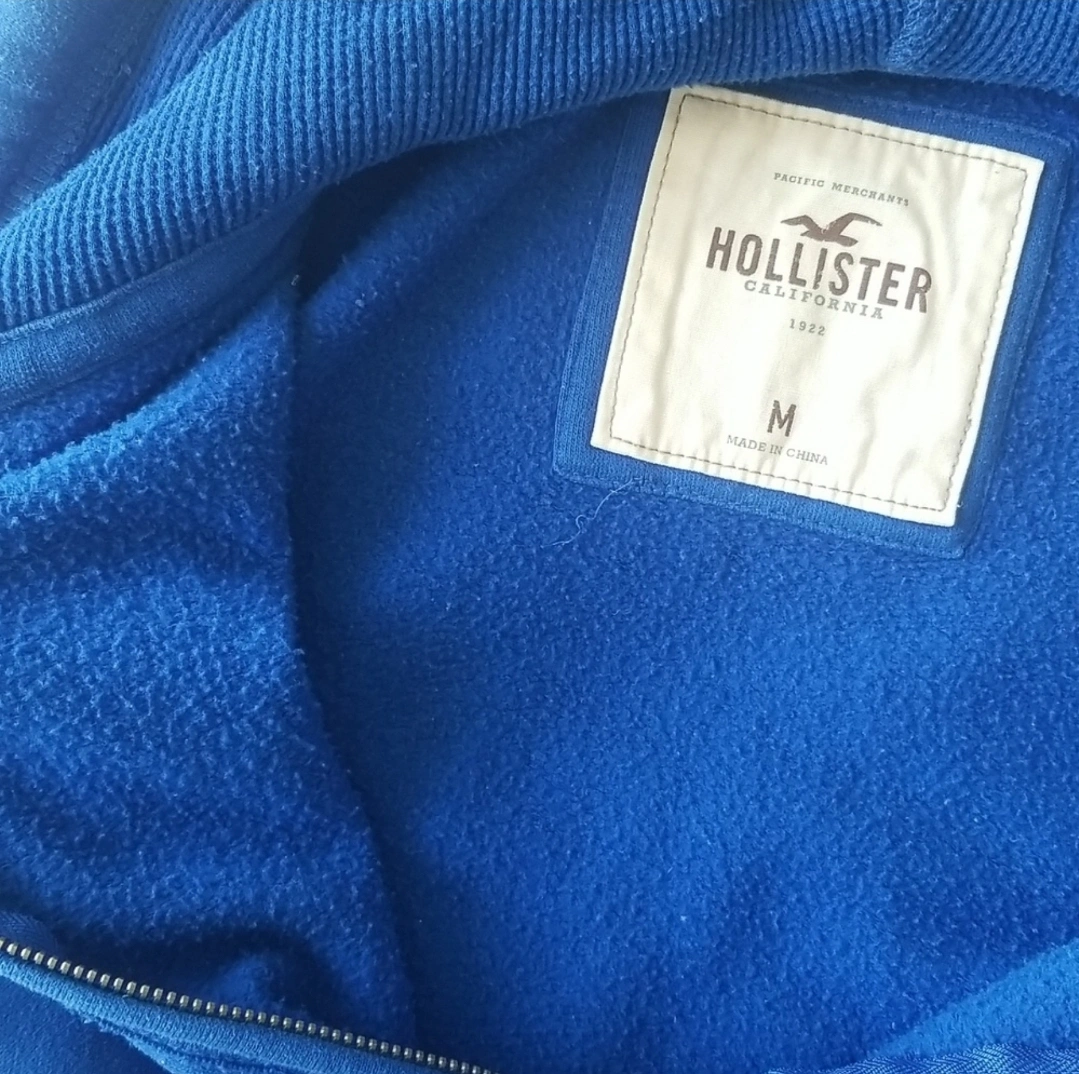 PACIFIC MERCHANTS
HOLLISTER
CALIFORNIA
1922
M
MADE IN CHINA